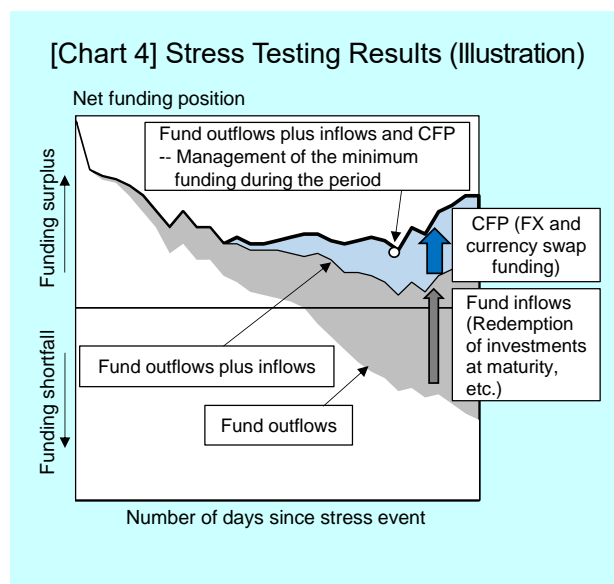 [Chart 4] Stress Testing Results (Illustration)
Net funding position
Fund outflows plus inflows and CFP
-- Management of the minimum
funding during the period
Funding surplus
CFP (FX and
currency swap
funding)
Fund inflows
(Redemption
of investments
at maturity,
etc.)
Fund outflows plus inflows
Funding shortfall
Fund outflows
Number of days since stress event